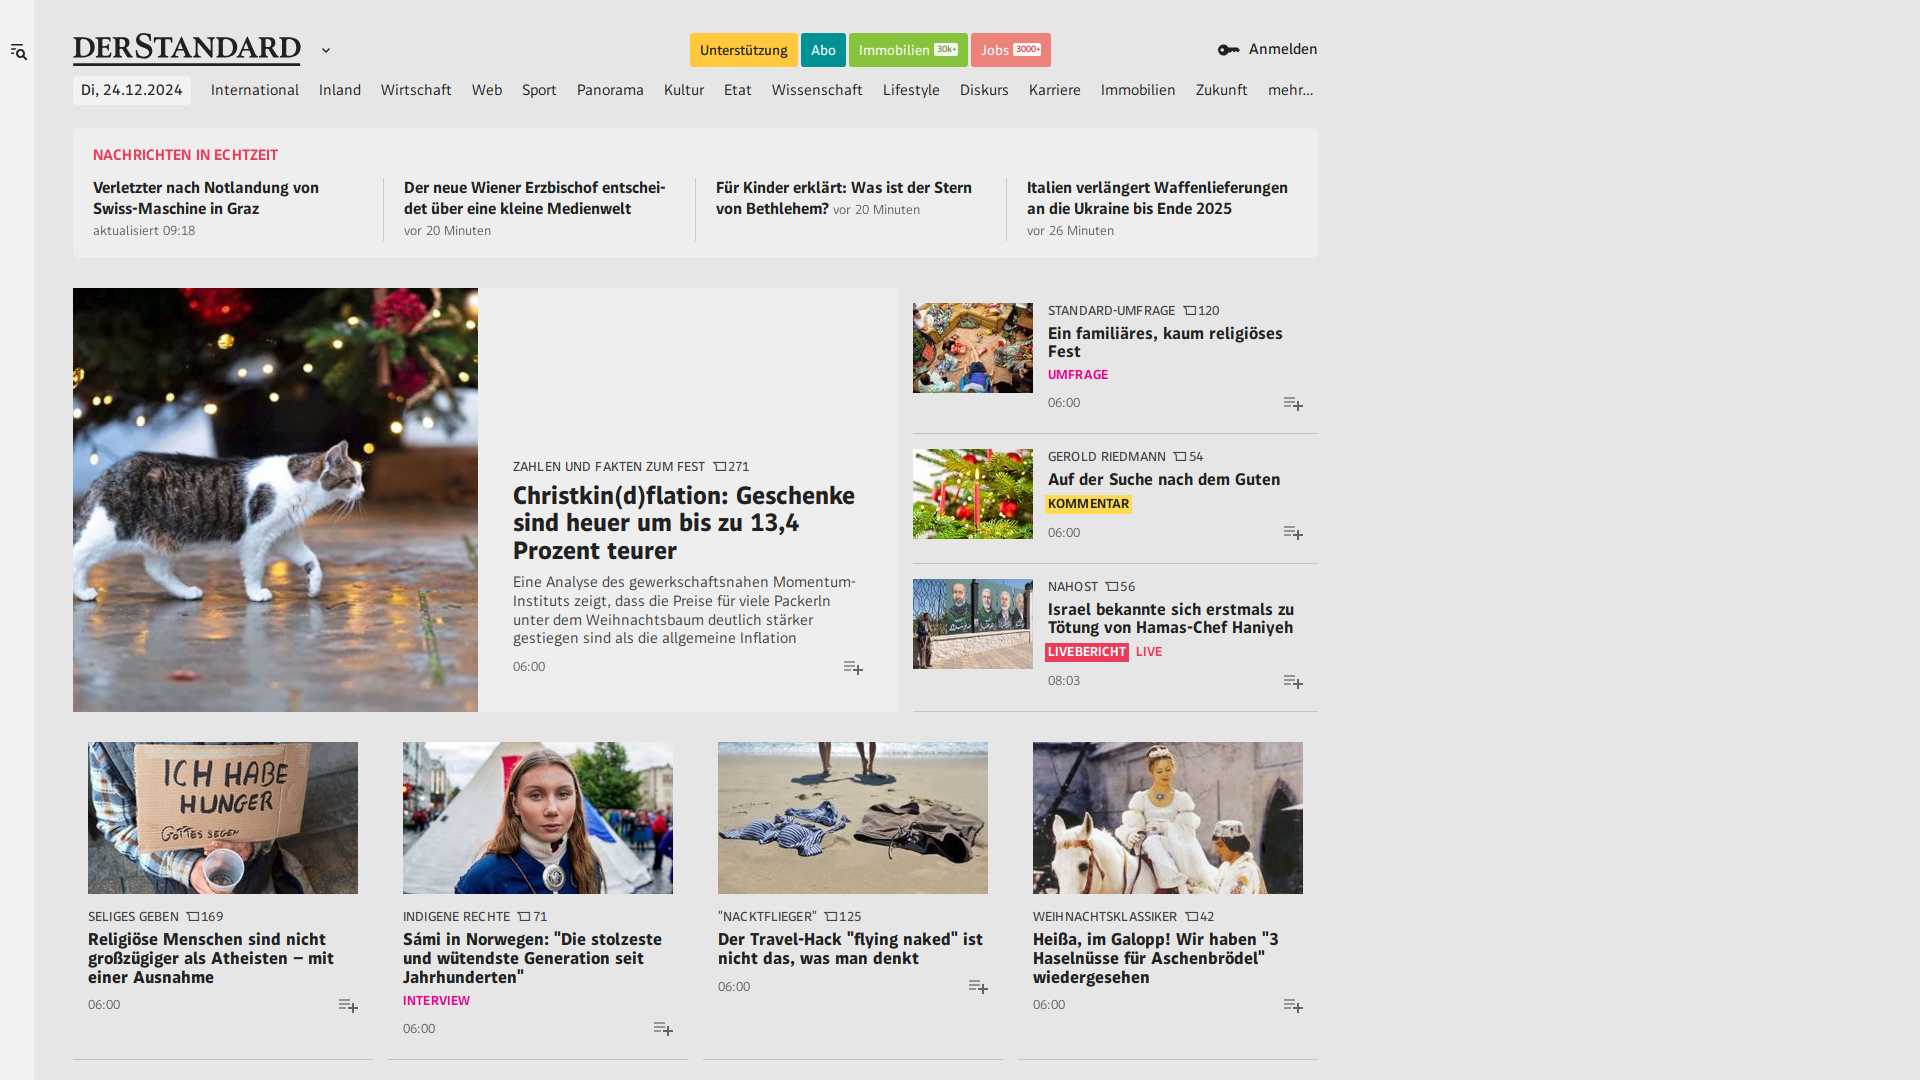 DERSTANDARD
Unterstützung
Abo
Immobilien 30k+
Jobs 3000+
Anmelden
Di, 24.12.2024
International
Inland
Wirtschaft
Web
Sport
Panorama
Kultur
Etat
Wissenschaft
Lifestyle
Diskurs
Karriere
Immobilien
Zukunft
mehr...
NACHRICHTEN IN ECHTZEIT
Verletzter nach Notlandung von
Swiss-Maschine in Graz
aktualisiert 09:18
Der neue Wiener Erzbischof entschei-
det über eine kleine Medienwelt
vor 20 Minuten
Für Kinder erklärt: Was ist der Stern
von Bethlehem? vor 20 Minuten
Italien verlängert Waffenlieferungen
an die Ukraine bis Ende 2025
vor 26 Minuten
ZAHLEN UND FAKTEN ZUM FEST 271
Christkin(d)flation: Geschenke
sind heuer um bis zu 13,4
Prozent teurer
Eine Analyse des gewerkschaftsnahen Momentum-
Instituts zeigt, dass die Preise für viele Packerln
unter dem Weihnachtsbaum deutlich stärker
gestiegen sind als die allgemeine Inflation
06:00
STANDARD-UMFRAGE 120
Ein familiäres, kaum religiöses
Fest
UMFRAGE
06:00
GEROLD RIEDMANN 54
Auf der Suche nach dem Guten
KOMMENTAR
06:00
NAHOST 56
Israel bekannte sich erstmals zu
Tötung von Hamas-Chef Haniyeh
LIVEBERICHT LIVE
08:03
ICH HABE
HUNGER
GOTTES SEGEN
SELIGES GEBEN 169
Religiöse Menschen sind nicht
großzügiger als Atheisten – mit
einer Ausnahme
06:00
INDIGENE RECHTE 71
Sámi in Norwegen: "Die stolzeste
und wütendste Generation seit
Jahrhunderten"
INTERVIEW
06:00
"NACKTFLIEGER" 125
Der Travel-Hack "flying naked" ist
nicht das, was man denkt
06:00
WEIHNACHTSKLASSIKER 42
Heißa, im Galopp! Wir haben "3
Haselnüsse für Aschenbrödel"
wiedergesehen
06:00